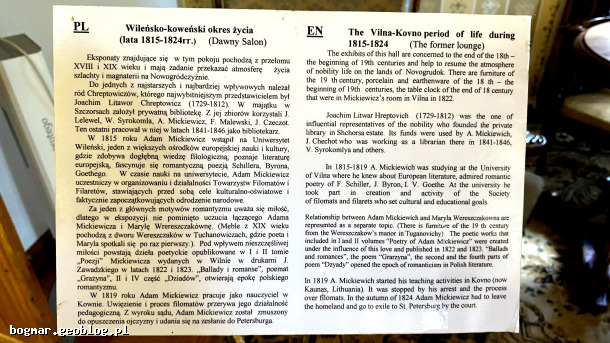 PL
Wileńsko-koweński okres życia
(lata 1815-1824rr.) (Dawny Salon)
Eksponaty znajdujące się w tym pokoju pochodzą z przełomu
XVIII i XIX wieku i mają zadanie przekazać atmosferę życia
szlachty i magnaterii na Nowogródczyźnie.
Do jednych z najstarszych i najbardziej wpływowych należał
ród Chreptowiczów, którego najwybitniejszym przedstawicielem był
Joachim Litawor Chreptowicz (1729-1812). W majątku w
Szczorsach założył prywatną bibliotekę. Z jej zbiorów korzystali J.
Lelewel, W. Syrokomla, A. Mickiewicz, F. Malewski, J. Czeczot.
Ten ostatni pracował w niej w latach 1841-1846 jako bibliotekarz.
W 1815 roku Adam Mickiewicz wstąpił na Uniwersytet
Wileński, jeden z większych ośrodków europejskiej nauki i kultury,
gdzie zdobywa dogłębną wiedzę filologiczną, poznaje literaturę
europejską, fascynuje się romantyczną poezją Schillera, Byrona,
Goethego. W czasie nauki na uniwersytecie, Adam Mickiewicz
uczestniczy w organizowaniu i działalności Towarzystw Filomatów i
Filaretów, stawiających przed sobą cele kulturalno-oświatowe i
faktycznie zapoczątkowujących odrodzenie narodowe.
Za jeden z głównych motywów romantyzmu uważa się miłość,
dlatego w ekspozycji nie pominięto uczucia łączącego Adama
Mickiewicza i Marylę Wereszczakównę. (Meble z XIX wieku
pochodzą z dworu Wereszczaków w Tuchanowiczach, gdzie poeta i
Maryla spotkali się po raz pierwszy.). Pod wpływem nieszczęśliwej
miłości powstają dzieła poetyckie opublikowane w I i II tomie
„Poezji” Mickiewicza wydanych w Wilnie w drukarni J.
Zawadzkiego w latach 1822 i 1823. „Ballady i romanse”, poemat
„Grażyna”, II i IV część „Dziadów”, otwierają epokę polskiego
romantyzmu.
W 1819 roku Adam Mickiewicz pracuje jako nauczyciel w
Kownie. Uwięzienie i proces filomatów przerywa jego działalność
pedagogiczną. Z wyroku sądu, Adam Mickiewicz został zmuszony
do opuszczenia ojczyzny i udania się na zesłanie do Petersburga.
EN
The Vilna-Kovno period of life during
1815-1824 (The former lounge)
The exhibits of this hall are concerned to the end of the 18th –
the beginning of 19th centuries and help to resume the atmosphere
of nobility life on the lands of Novogrudok. There are furniture of
the 19 th century, porcelain and earthenware of the 18 th – the
beginning of 19th centuries, the table clock of the end of 18 century
that were in Mickiewicz's room in Vilna in 1822.
Joachim Litwar Hreptovich (1729-1812) was the one of
influential representatives of the nobility who founded the private
library in Shchorsa estate. Its funds were used by A. Mickiewich,
J, Chechot who was working as a librarian there in 1841-1846,
V. Syrokomlya and others.
In 1815-1819 A. Mickiewich was studying at the University
of Vilna where he knew about European literature, admired romantic
poetry of F. Schiller, J. Byron, I. V. Goethe. At the university he
took part in creation and activity of the Society
of filomats and filarets who set cultural and educational goals.
Relationship between Adam Mickiewich and Maryla Wereszczakowna are
represented as a separate topic. (There is furniture of the 19 th century
from the Wereszczakow's manor in Tuganovichy) The poetic works that
included in I and II volumes "Poetry of Adam Mickiewicz" were created
under the influence of this love and published in 1822 and 1823. "Ballads
and romances", the poem "Grazyna", the second and the fourth parts of
poem "Dzyady" opened the epoch of romanticism in Polish literature.
In 1819 A. Mickiewich started his teaching activities in Kovno (now
Kaunas, Lithuania). It was stopped by his arrest and the process
over filomats. In the autumn of 1824 Adam Mickiewicz had to leave
the homeland and go to exile to St. Petersburg by the court.
bogmar.geoblog.pl